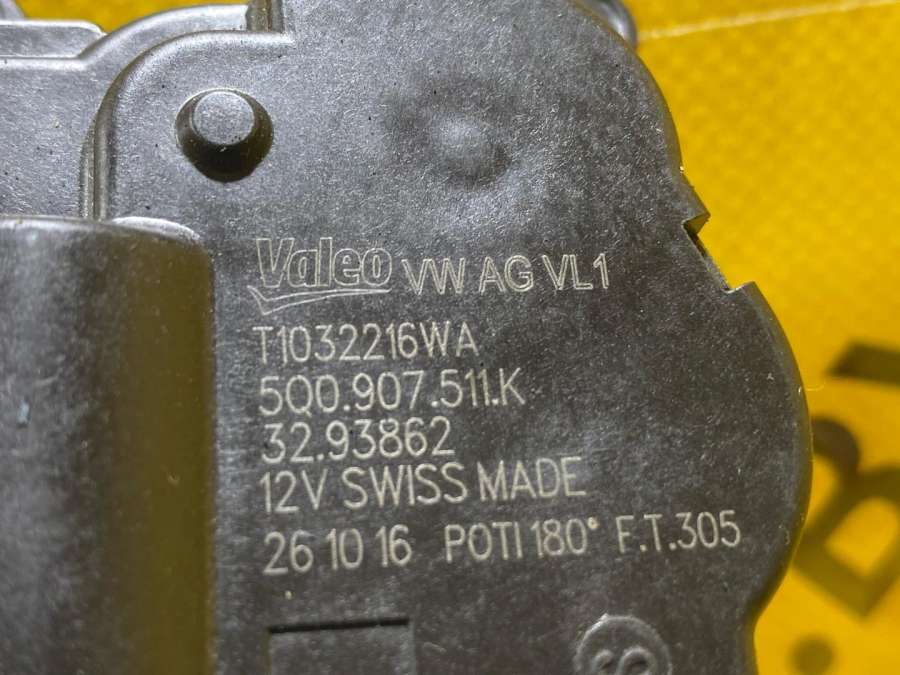 Valeo VW AG VL1
T1032216WA
5Q0.907.511.K
32.93862
12V SWISS MADE
26 10 16 POTI 180° F.T.305